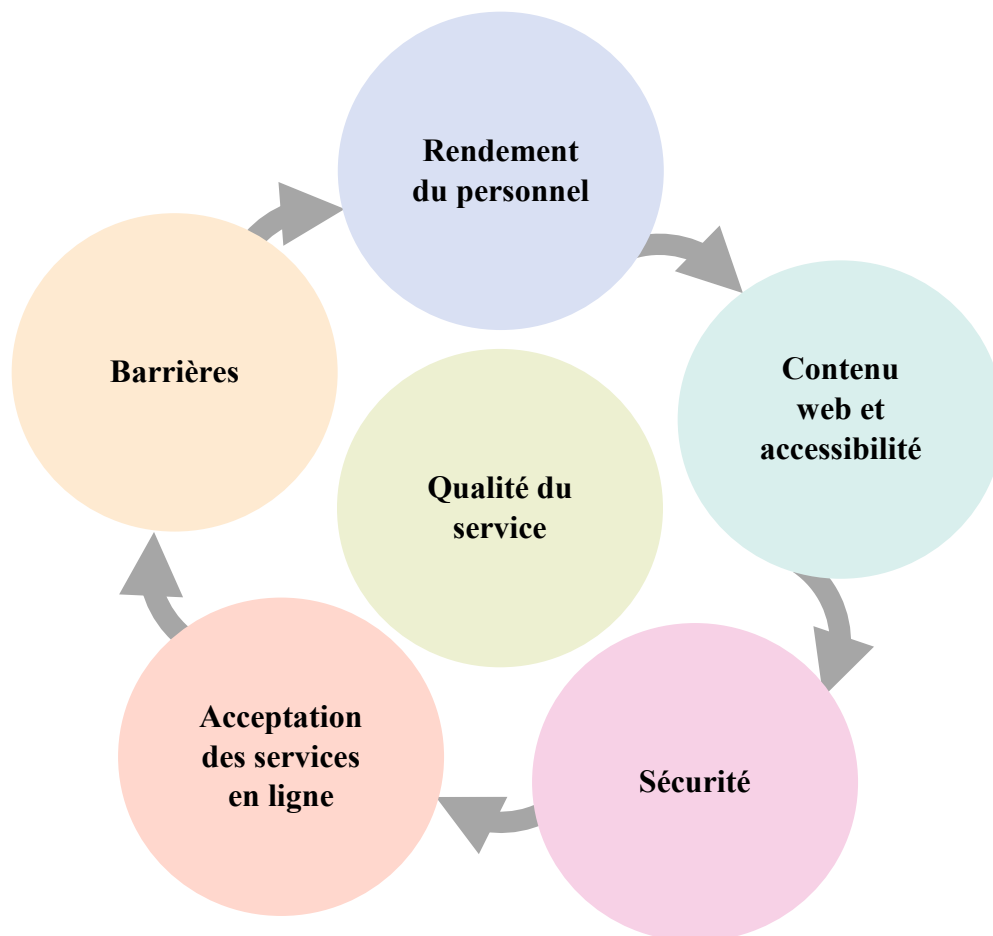 Rendement
du personnel
Contenu
web et
accessibilité
Barrières
Qualité du
service
Acceptation
des services
en ligne
Sécurité